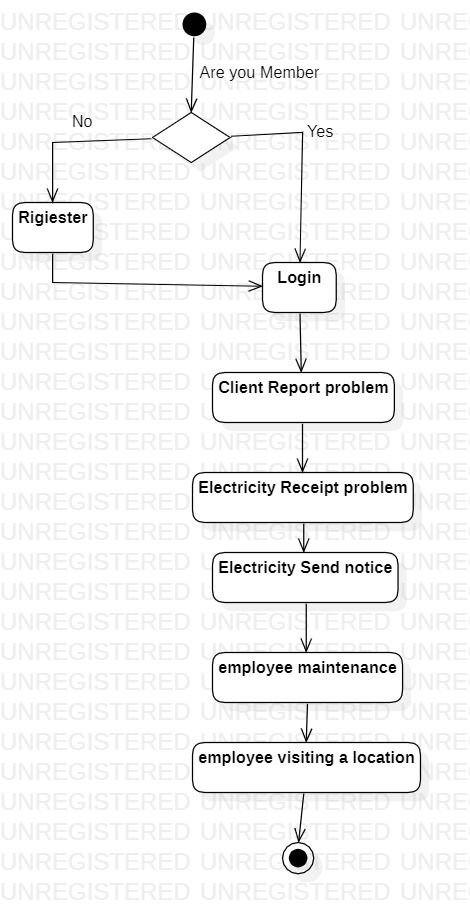 Are you Member
No
Yes
Rigiester
Login
Client Report problem
Electricity Receipt problem
Electricity Send notice
employee maintenance
employee visiting a location
UNREGISTERED